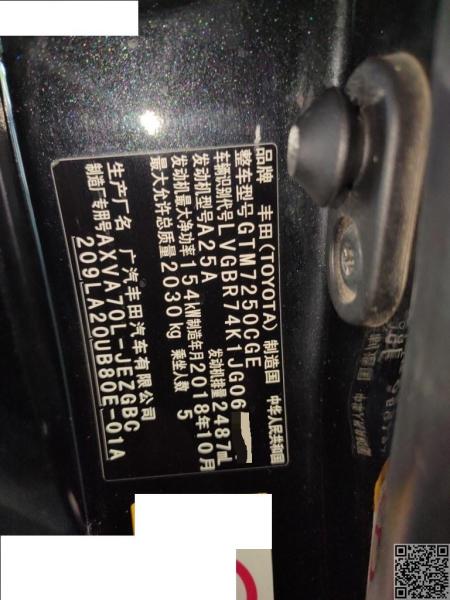 品牌 丰田(TOYOTA) 制造国 中华人民共和国
整车型号 GTM7250CGE
车辆识别代号 LVGBR74K1JG06
发动机型号 A25A 发动机排量 2487mL
发动机最大净功率 154kW 制造年月 2018年10月
最大允许总质量 2030kg 乘坐人数 5
生产厂名 广汽丰田汽车有限公司
制造厂专用号 AXVA70L-JEZGBC
209LA20UB80E-01A